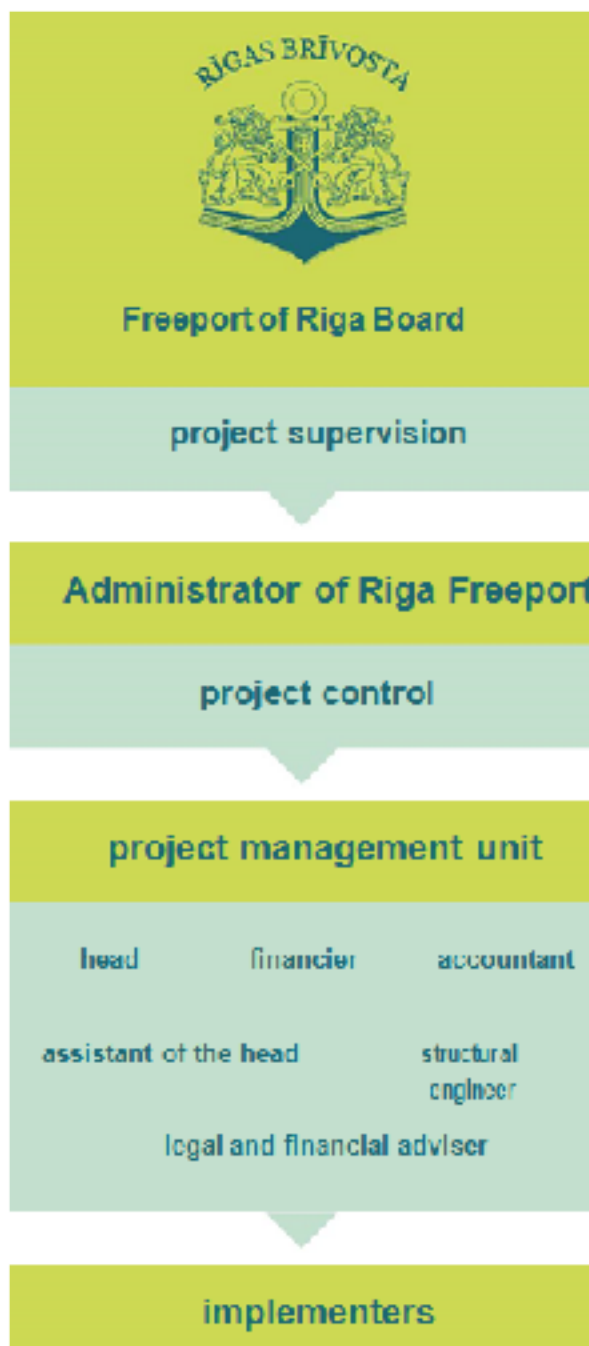 RĪGAS BRĪVOSTA
Freeport of Riga Board
project supervision
Administrator of Riga Freeport
project control
project management unit
head financier accountant
assistant of the head structural
engineer
legal and financial adviser
implementers